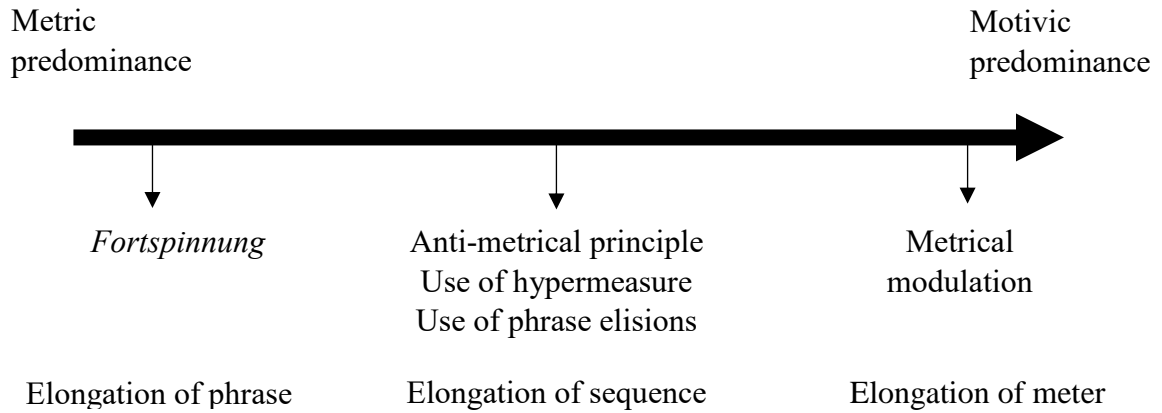 Metric
predominance
Motivic
predominance
Fortspinnung
Anti-metrical principle
Use of hypermeasure
Use of phrase elisions
Metrical
modulation
Elongation of phrase
Elongation of sequence
Elongation of meter